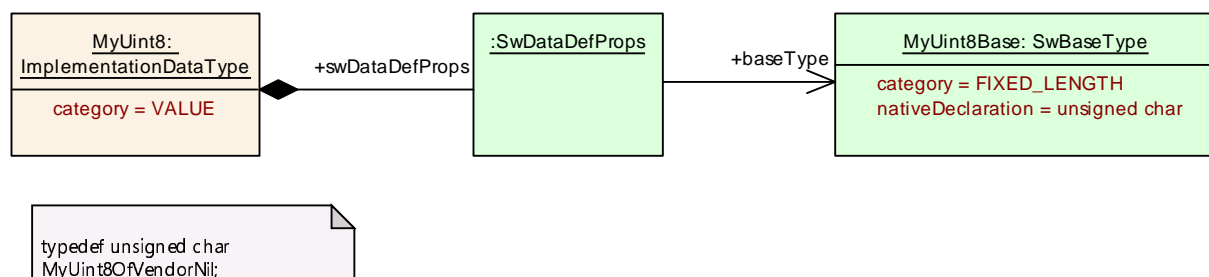 MyUint8:
ImplementationDataType
category = VALUE
+swDataDefProps
:SwDataDefProps
+baseType
MyUint8Base: SwBaseType
category = FIXED_LENGTH
nativeDeclaration = unsigned char
typedef unsigned char
MyUint8OfVendorNil;